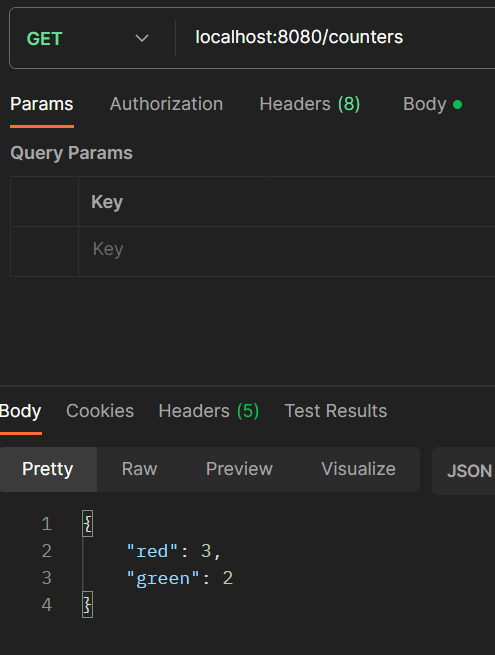 GET localhost:8080/counters
Params Authorization Headers (8) Body
Query Params
Key
Key
Body Cookies Headers (5) Test Results
Pretty Raw Preview Visualize JSON
1 {
2 "red": 3,
3 "green": 2
4 }